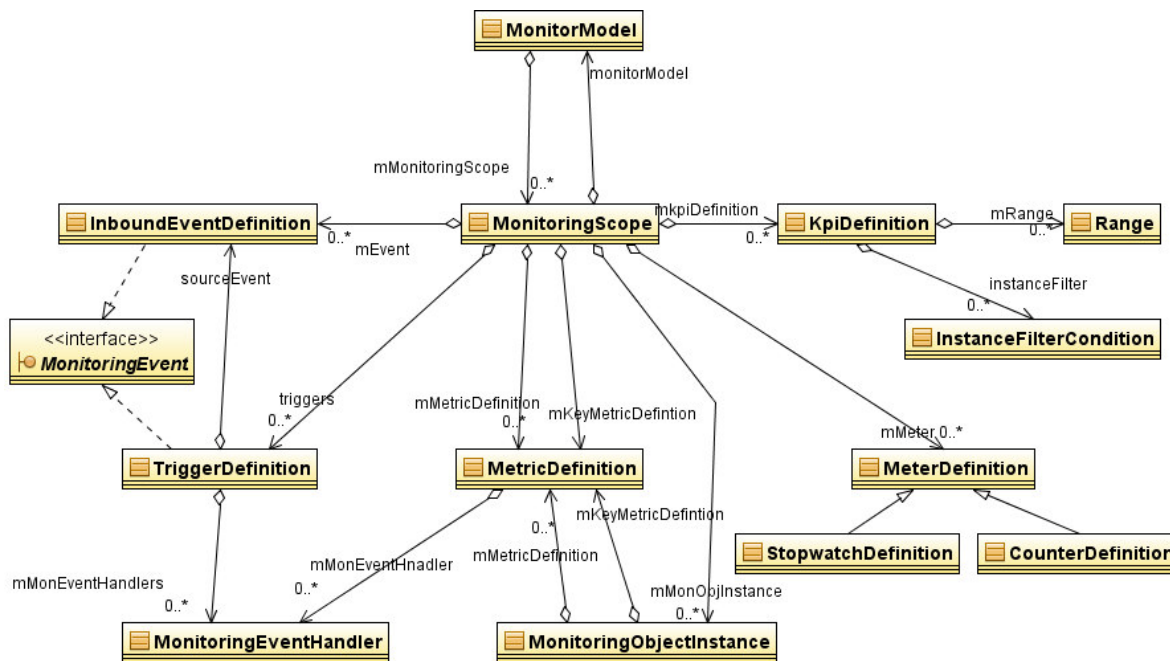 MonitorModel
monitorModel
mMonitoringScope
0..*
InboundEventDefinition
MonitoringScope
mkpiDefinition
KpiDefinition
mRange
Range
0..*
mEvent
0..*
0..*
sourceEvent
instanceFilter
0..*
<<interface>>
MonitoringEvent
InstanceFilterCondition
triggers
0..*
mMetricDefinition
0..*
mKeyMetricDefintion
mMeter 0..*
TriggerDefinition
MetricDefinition
MeterDefinition
mKeyMetricDefintion
0..*
StopwatchDefinition
CounterDefinition
mMonEventHnadler
mMetricDefinition
mMonEventHandlers
0..*
mMonObjInstance
0..*
0..*
MonitoringEventHandler
MonitoringObjectInstance